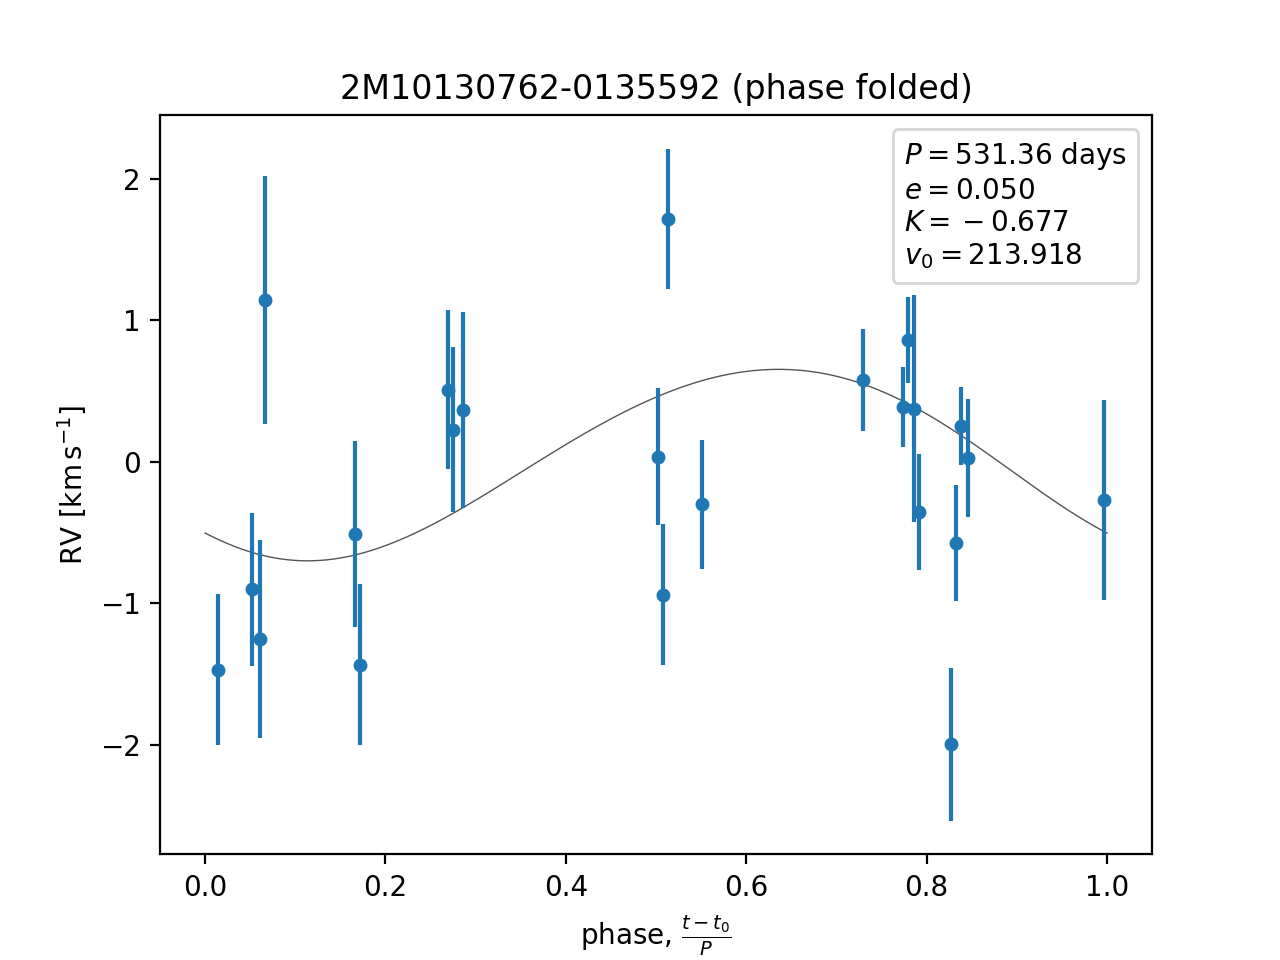 2M10130762-0135592 (phase folded)
P = 531.36 days
e = 0.050
K = −0.677
v₀ = 213.918
RV [km s⁻¹]
2
1
0
−1
−2
0.0 0.2 0.4 0.6 0.8 1.0
phase, (t − t₀)/P